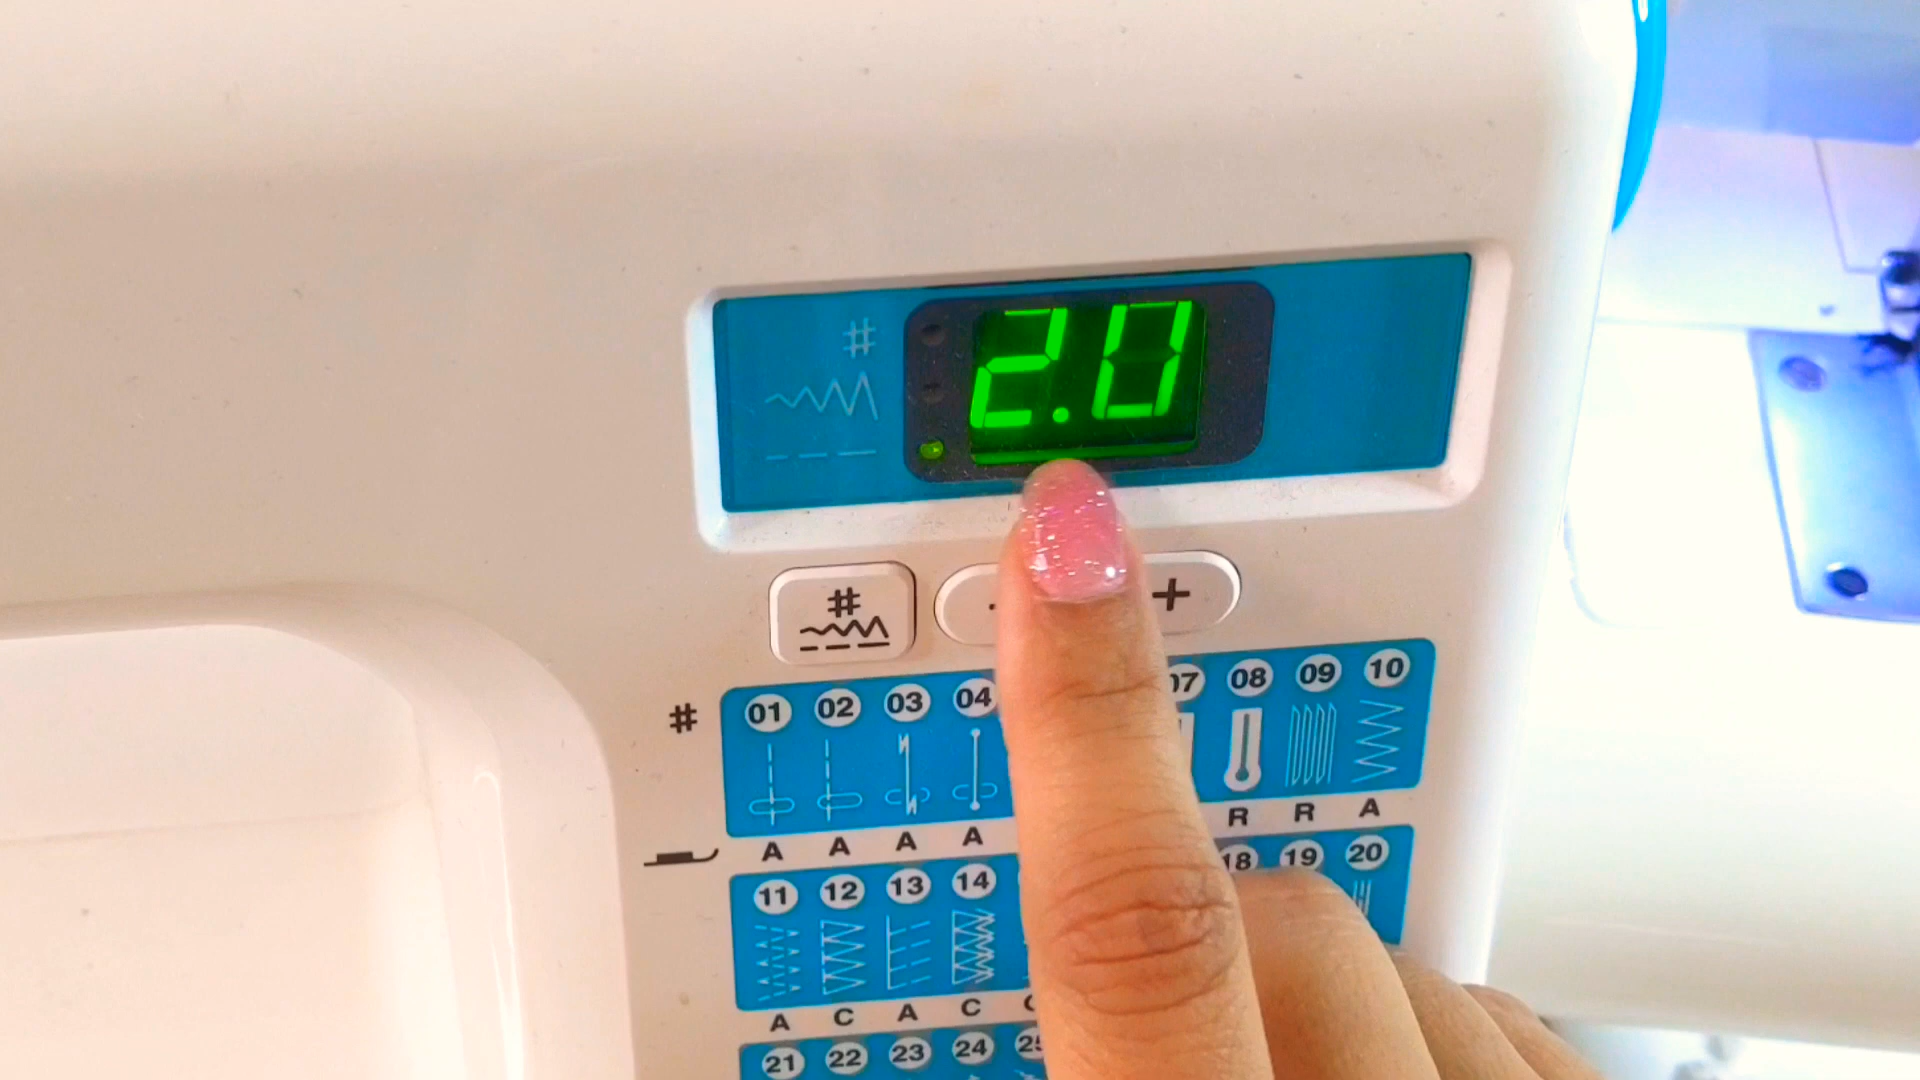 #
2.0
#
- +
01 02 03 04 07 08 09 10
#
A A A A R R A
11 12 13 14 18 19 20
A C A C
21 22 23 24 25